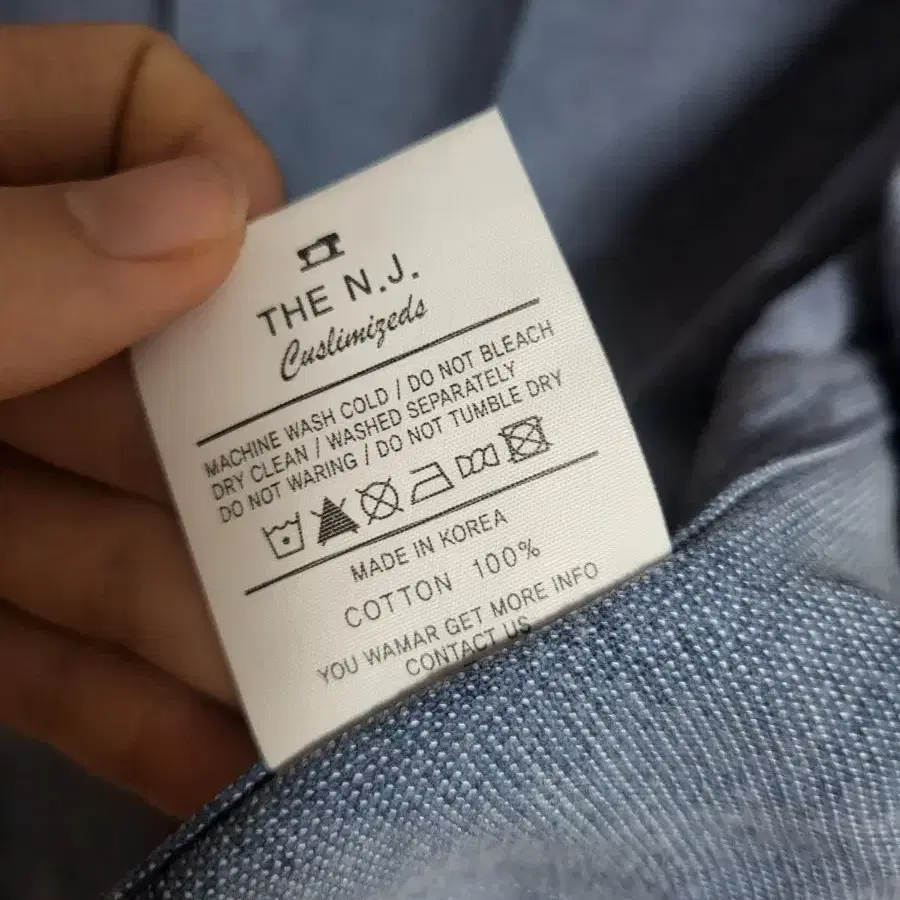 THE N.J.
Cuslimizeds
MACHINE WASH COLD / DO NOT BLEACH
DRY CLEAN / WASHED SEPARATELY
DO NOT WARING / DO NOT TUMBLE DRY
MADE IN KOREA
COTTON 100%
YOU WAMAR GET MORE INFO
CONTACT US